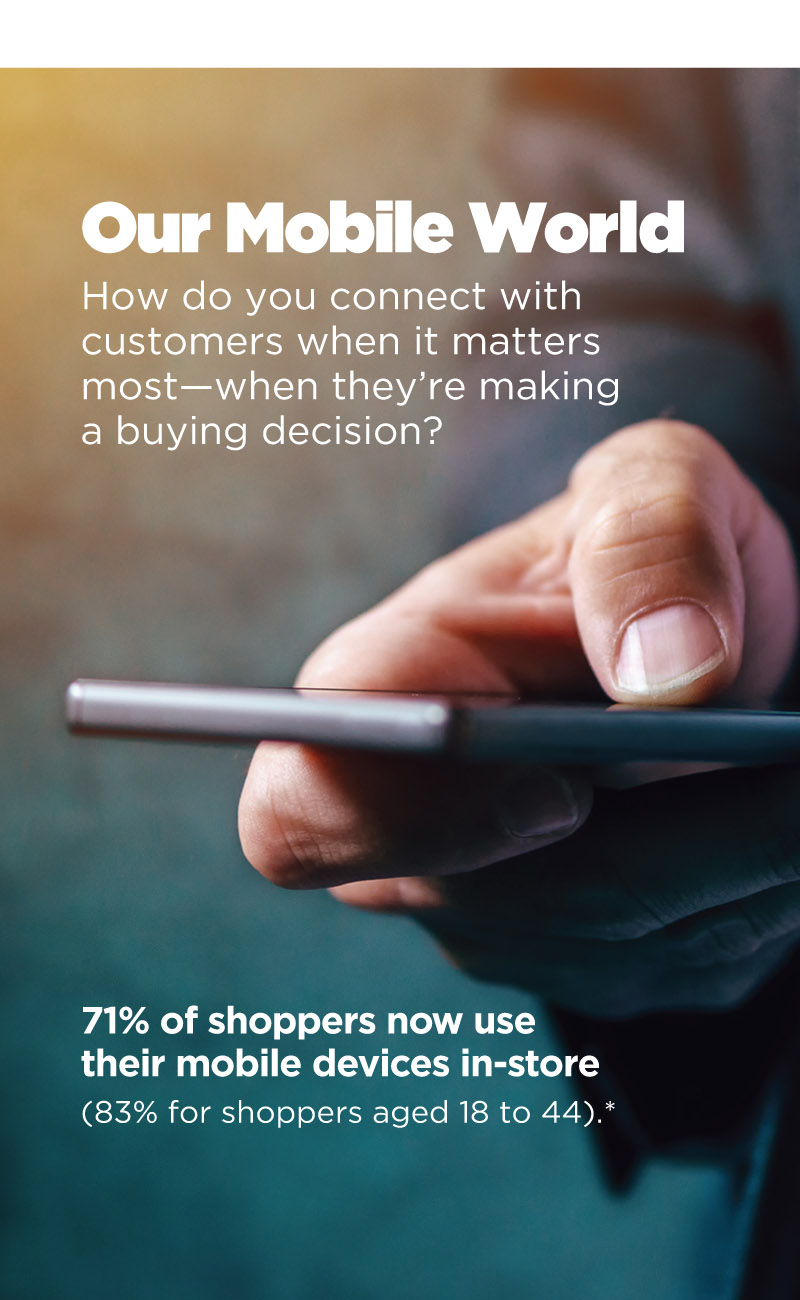 Our Mobile World
How do you connect with
customers when it matters
most—when they’re making
a buying decision?
71% of shoppers now use
their mobile devices in-store
(83% for shoppers aged 18 to 44).*